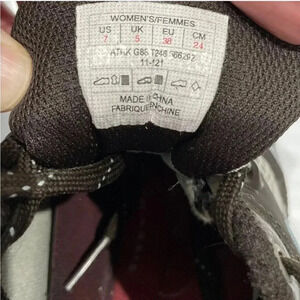 WOMEN'S/FEMMES
US UK EU CM
7 5 38 24
11-121
MADE IN CHINA
FABRIQUE EN CHINE